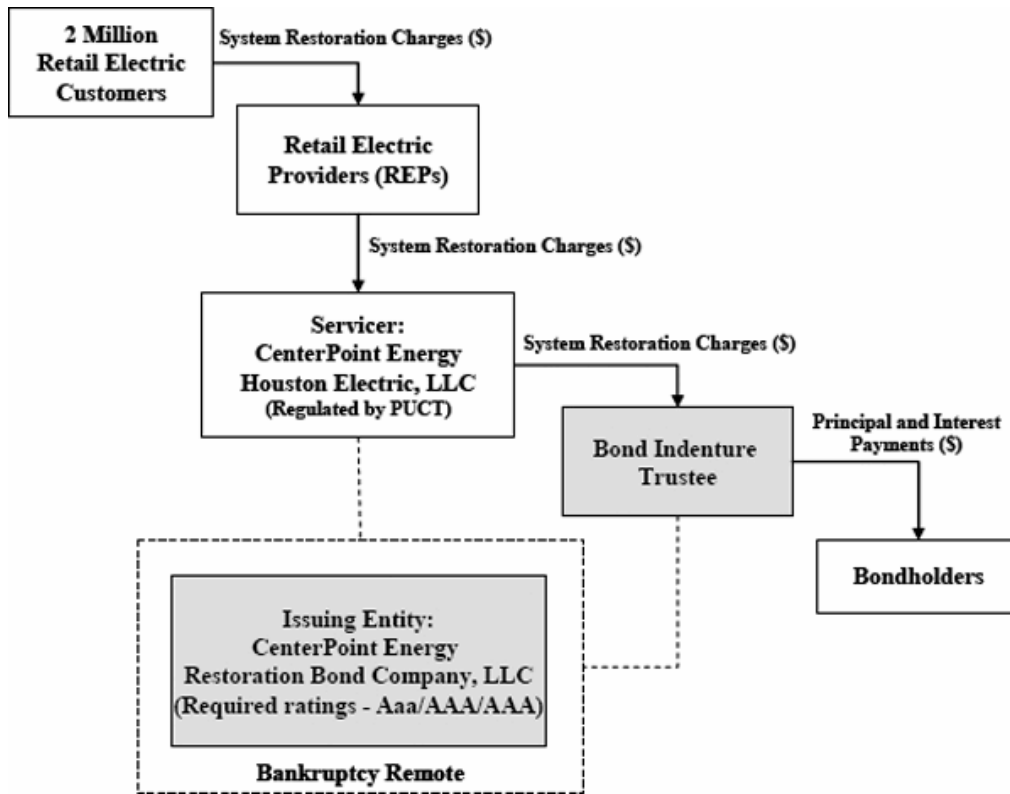 2 Million
Retail Electric
Customers
System Restoration Charges ($)
Retail Electric
Providers (REPs)
System Restoration Charges ($)
Servicer:
CenterPoint Energy
Houston Electric, LLC
(Regulated by PUCT)
System Restoration Charges ($)
Bond Indenture
Trustee
Principal and Interest
Payments ($)
Bondholders
Issuing Entity:
CenterPoint Energy
Restoration Bond Company, LLC
(Required ratings - Aaa/AAA/AAA)
Bankruptcy Remote